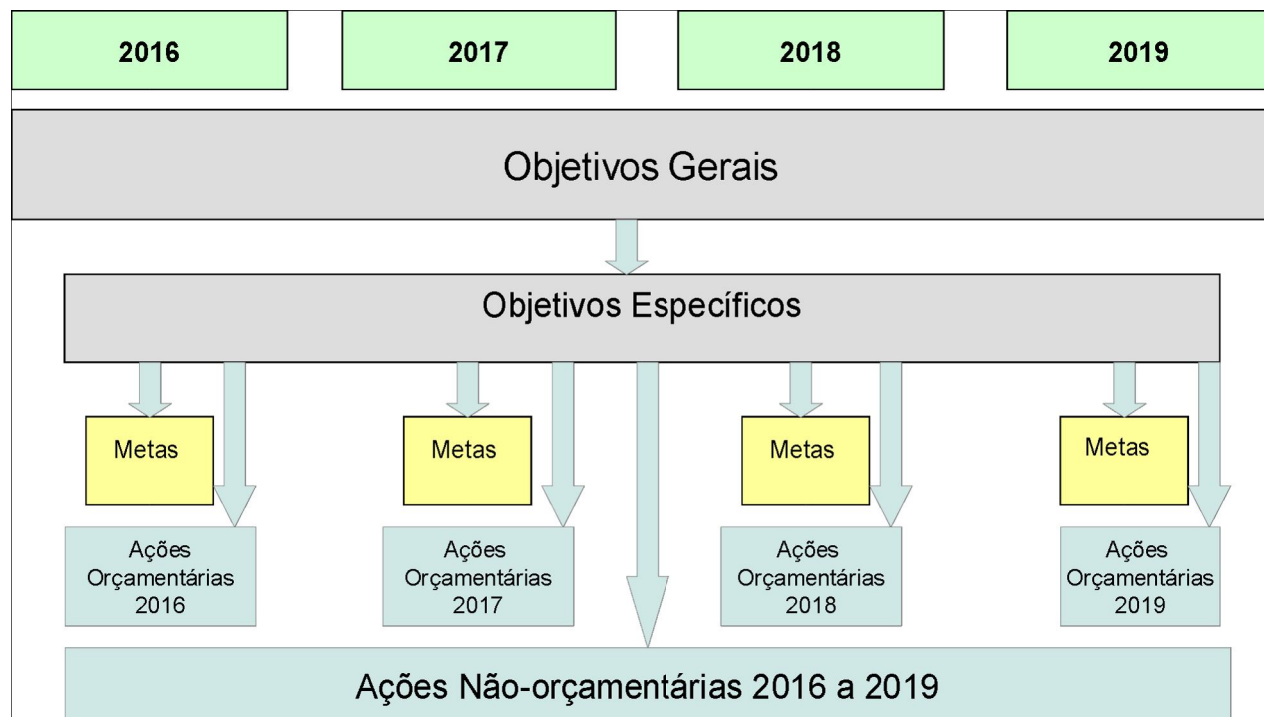 2016
2017
2018
2019
Objetivos Gerais
Objetivos Específicos
Metas
Metas
Metas
Metas
Ações
Orçamentárias
2016
Ações
Orçamentárias
2017
Ações
Orçamentárias
2018
Ações
Orçamentárias
2019
Ações Não-orçamentárias 2016 a 2019